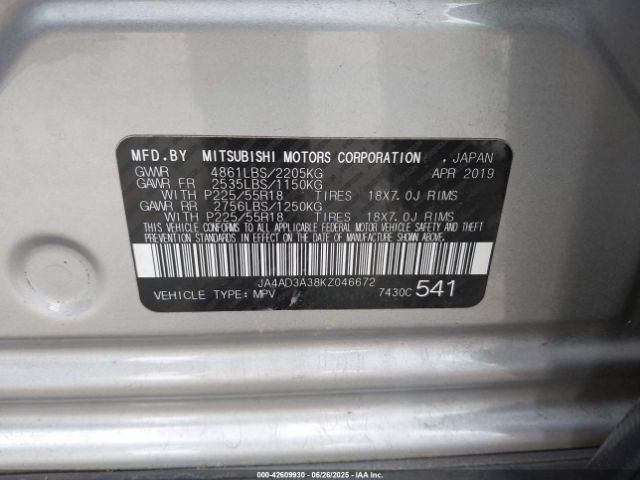 MFD.BY MITSUBISHI MOTORS CORPORATION , JAPAN
GVWR 4861LBS/2205KG APR 2019
GAWR FR 2535LBS/1150KG
WITH P225/55R18 TIRES 18X7.0J RIMS
GAWR RR 2756LBS/1250KG
WITH P225/55R18 TIRES 18X7.0J RIMS
THIS VEHICLE CONFORMS TO ALL APPLICABLE FEDERAL MOTOR VEHICLE SAFETY, BUMPER AND THEFT PREVENTION STANDARDS IN EFFECT ON THE DATE OF MANUFACTURE SHOWN ABOVE.
JA4AD3A38KZ046672
VEHICLE TYPE: MPV 7430C 541
000-42609930 - 06/26/2025 - IAAI.COM